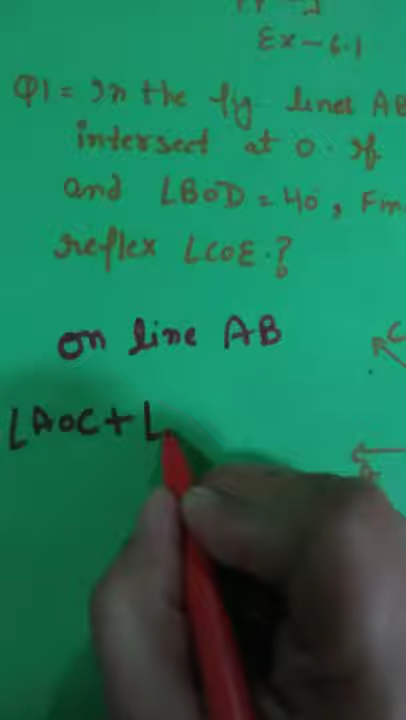 Ex-6.1
Q1 = In the fig lines AB
intersect at O. If
and ∠BOD = 40°, Fin
reflex ∠COE.?
on line AB
∠AOC+∠
C
A